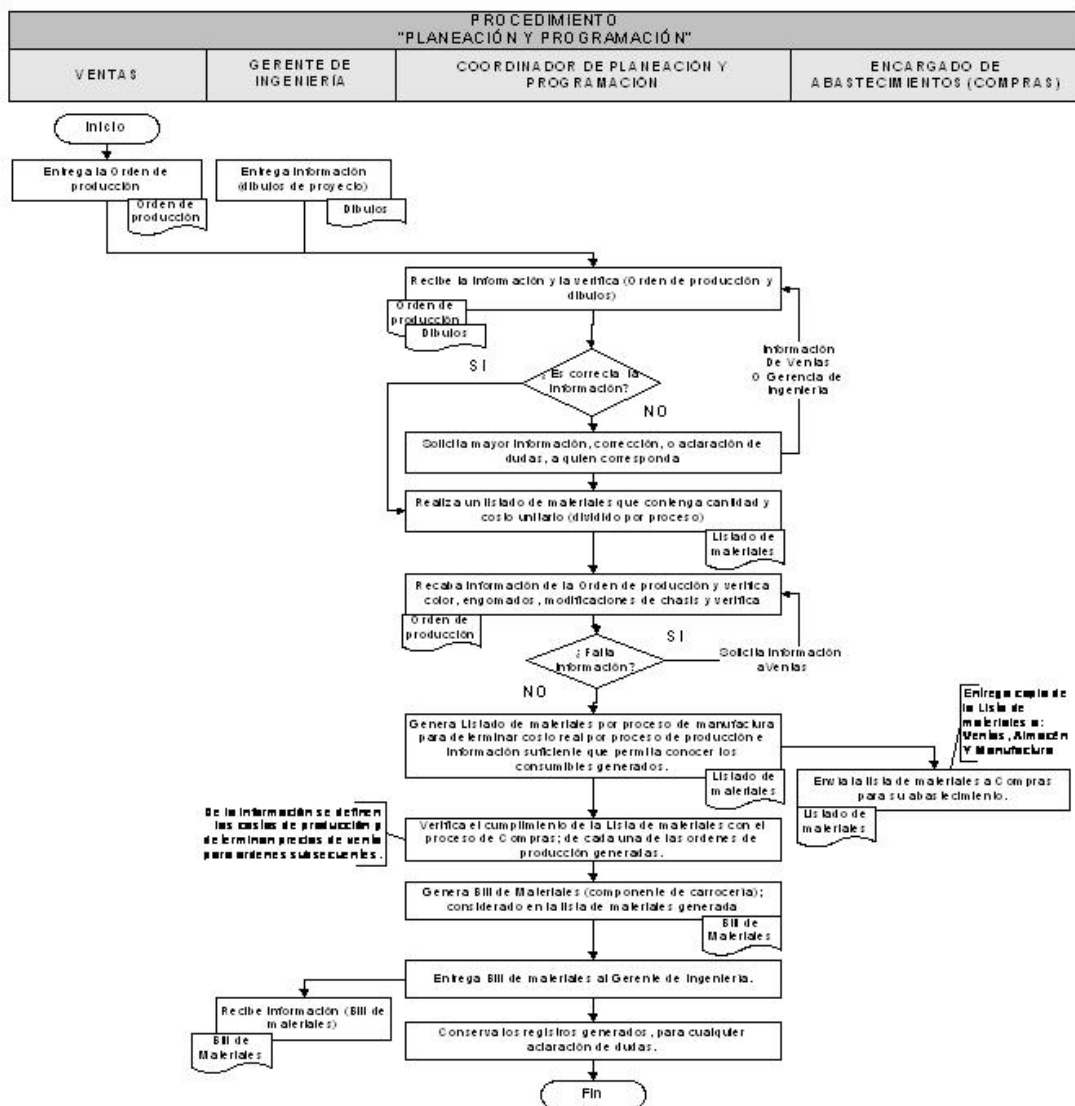 PROCEDIMIENTO
"PLANEACIÓN Y PROGRAMACIÓN"
VENTAS
GERENTE DE
INGENIERÍA
COORDINADOR DE PLANEACIÓN Y
PROGRAMACIÓN
ENCARGADO DE
ABASTECIMIENTOS (COMPRAS)
Inicio
Entrega la Orden de
producción
Orden de
producción
Entrega información
(dibujos de proyecto)
Dibujos
Recibe la información y la verifica (Orden de producción y
dibujos)
Orden de
producción
Dibujos
Información
De Ventas
O Gerencia de
Ingeniería
SI
¿Es correcta la
información?
NO
Solicita mayor información, corrección, o aclaración de
dudas, a quien corresponda
Realiza un listado de materiales que contenga cantidad y
costo unitario (dividido por proceso)
Listado de
materiales
Recaba información de la Orden de producción y verifica
color, engomados, modificaciones de chasis y verifica
Orden de
producción
SI
¿Falta
información?
Solicita información
a Ventas
NO
Entrega copia de
la Lista de
materiales a:
Ventas, Almacén
Y Manufactura
Genera Listado de materiales por proceso de manufactura
para determinar costo real por proceso de producción e
información suficiente que permita conocer los
consumibles generados.
Listado de
materiales
Envía la lista de materiales a Compras
para su abastecimiento.
Listado de
materiales
De la información se definen
los costos de producción y
determinan precios de venta
para ordenes subsecuentes.
Verifica el cumplimiento de la Lista de materiales con el
proceso de Compras; de cada una de las ordenes de
producción generadas.
Genera Bill de Materiales (componente de carrocería);
considerado en la lista de materiales generada
Bill de
Materiales
Entrega Bill de materiales al Gerente de Ingeniería.
Recibe información (Bill de
materiales)
Bill de
Materiales
Conserva los registros generados, para cualquier
aclaración de dudas.
Fin